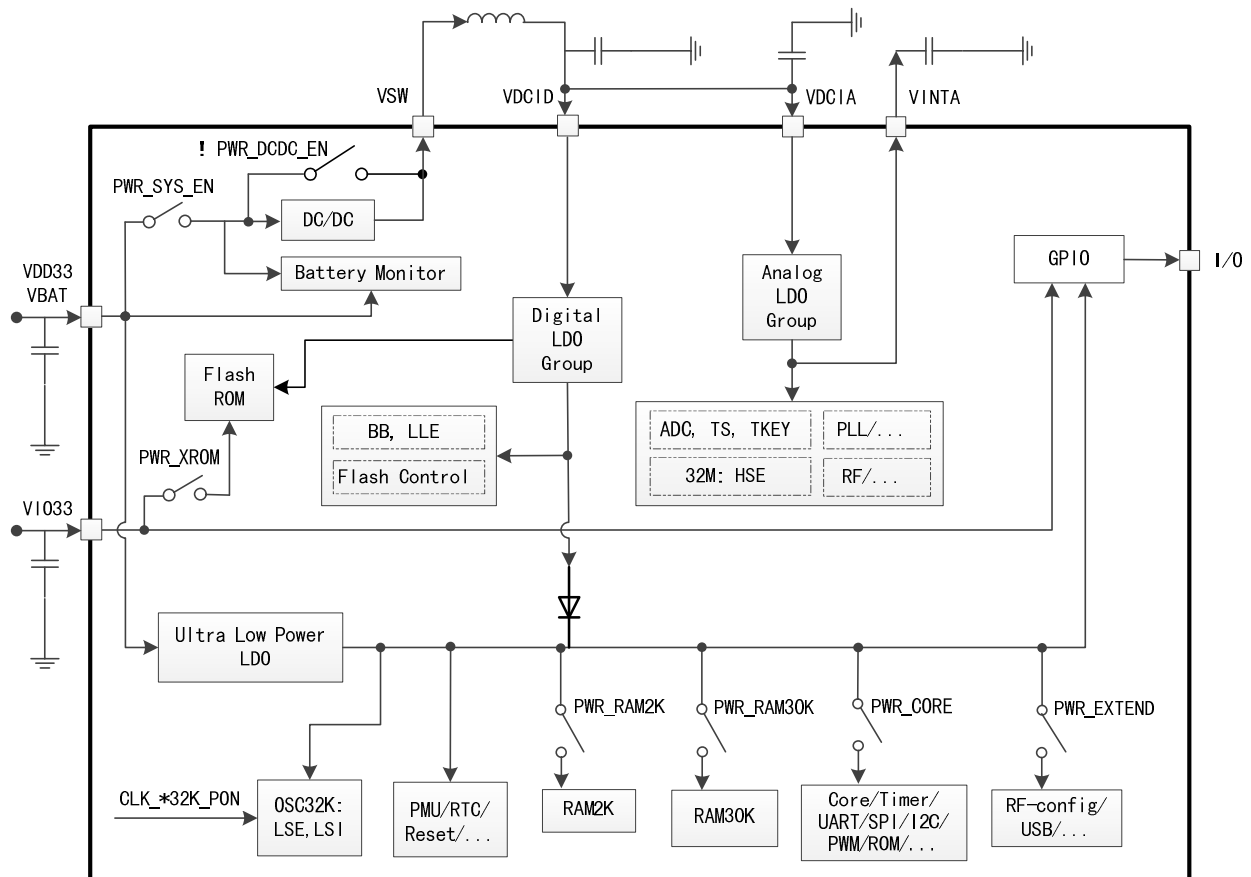 VSW
VDCID
VDCIA
VINTA
! PWR_DCDC_EN
PWR_SYS_EN
DC/DC
Battery Monitor
VDD33
VBAT
GPIO
I/O
Analog
LDO
Group
Digital
LDO
Group
Flash
ROM
BB, LLE
Flash Control
ADC, TS, TKEY
PLL/...
32M: HSE
RF/...
PWR_XROM
VIO33
Ultra Low Power
LDO
PWR_RAM2K
PWR_RAM30K
PWR_CORE
PWR_EXTEND
CLK_*32K_PON
OSC32K:
LSE,LSI
PMU/RTC/
Reset/...
RAM2K
RAM30K
Core/Timer/
UART/SPI/I2C/
PWM/ROM/...
RF-config/
USB/...